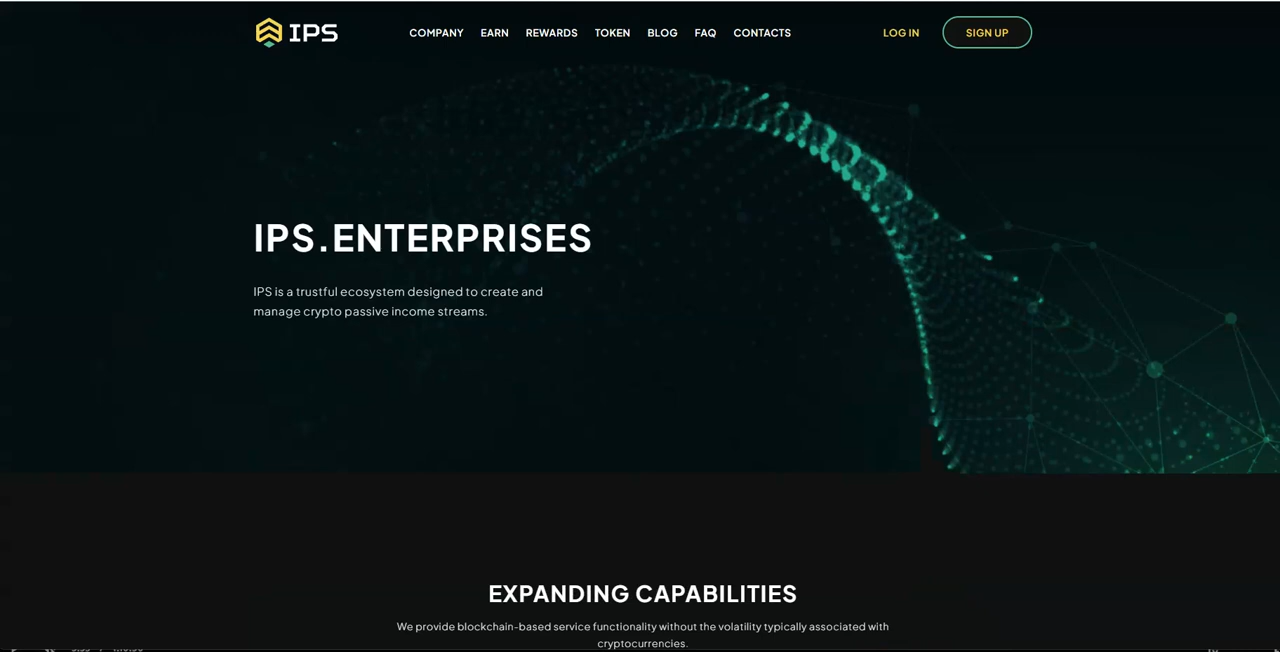 IPS
COMPANY EARN REWARDS TOKEN BLOG FAQ CONTACTS LOG IN SIGN UP
IPS.ENTERPRISES
IPS is a trustful ecosystem designed to create and
manage crypto passive income streams.
EXPANDING CAPABILITIES
We provide blockchain-based service functionality without the volatility typically associated with
cryptocurrencies.